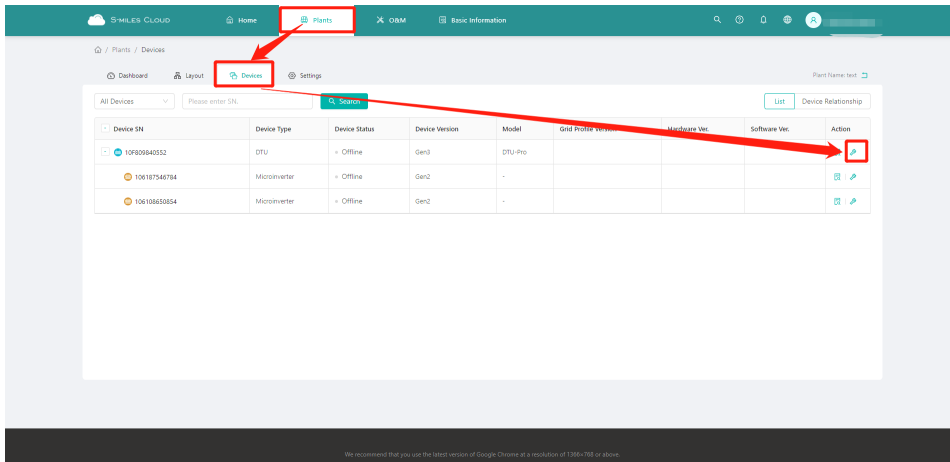 S-MILES CLOUD Home Plants O&M Basic Information
/ Plants / Devices
Dashboard Layout Devices Settings Plant Name: text
All Devices Please enter SN. Search List Device Relationship
Device SN Device Type Device Status Device Version Model Grid Profile Version Hardware Ver. Software Ver. Action
10F809840552 DTU Offline Gen3 DTU-Pro
106187546784 Microinverter Offline Gen2 -
106108650854 Microinverter Offline Gen2 -
We recommend that you use the latest version of Google Chrome at a resolution of 1366×768 or above.